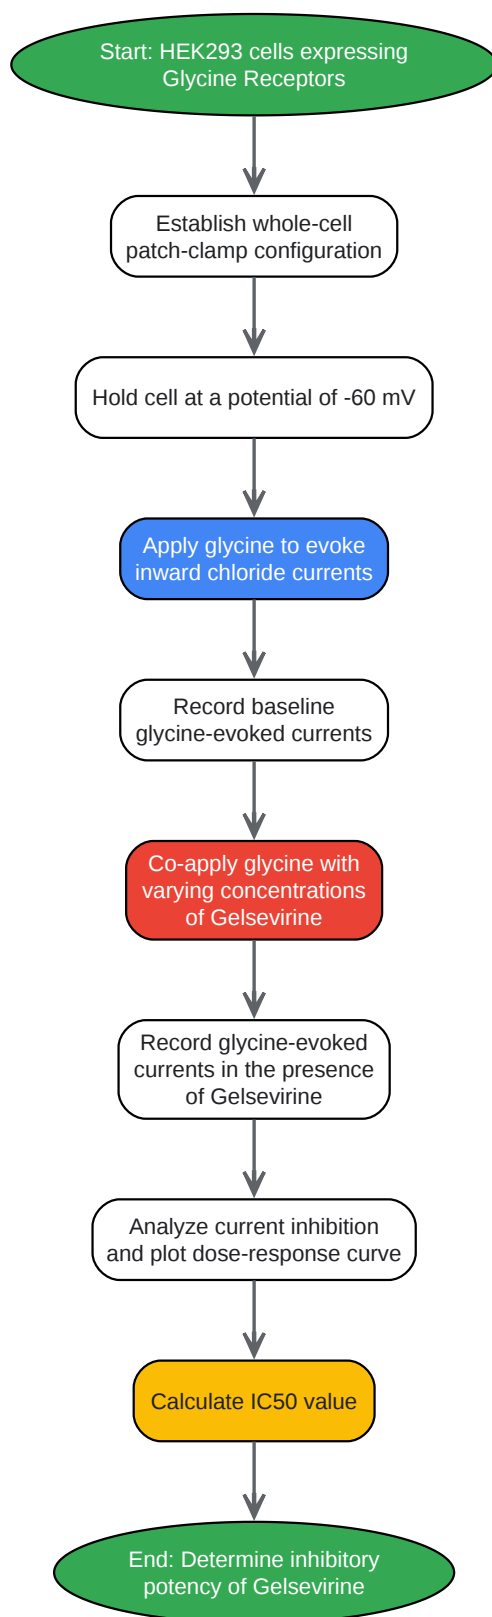 Start: HEK293 cells expressing
Glycine Receptors
Establish whole-cell
patch-clamp configuration
Hold cell at a potential of -60 mV
Apply glycine to evoke
inward chloride currents
Record baseline
glycine-evoked currents
Co-apply glycine with
varying concentrations
of Gelsevirine
Record glycine-evoked
currents in the presence
of Gelsevirine
Analyze current inhibition
and plot dose-response curve
Calculate IC50 value
End: Determine inhibitory
potency of Gelsevirine